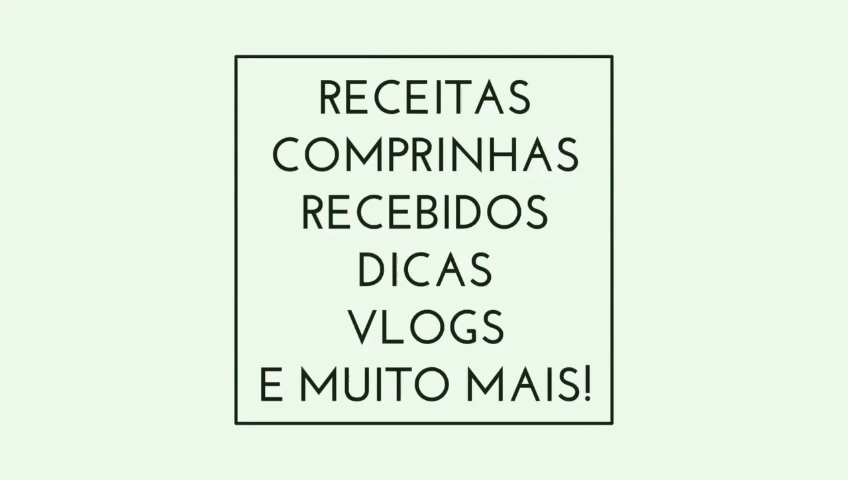 RECEITAS
COMPRINHAS
RECEBIDOS
DICAS
VLOGS
E MUITO MAIS!